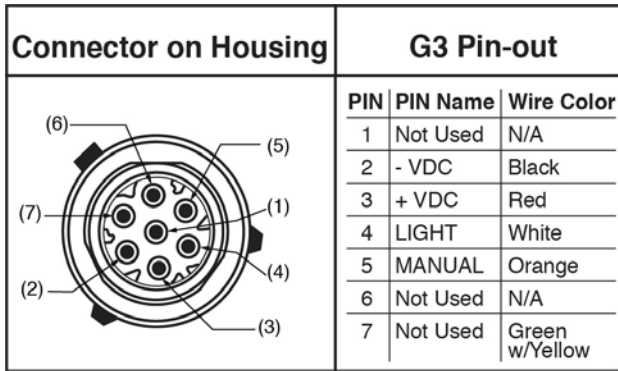 Connector on Housing
G3 Pin-out
(6)
(5)
(7)
(1)
(4)
(2)
(3)
PIN PIN Name Wire Color
1 Not Used N/A
2 - VDC Black
3 + VDC Red
4 LIGHT White
5 MANUAL Orange
6 Not Used N/A
7 Not Used Green
w/Yellow